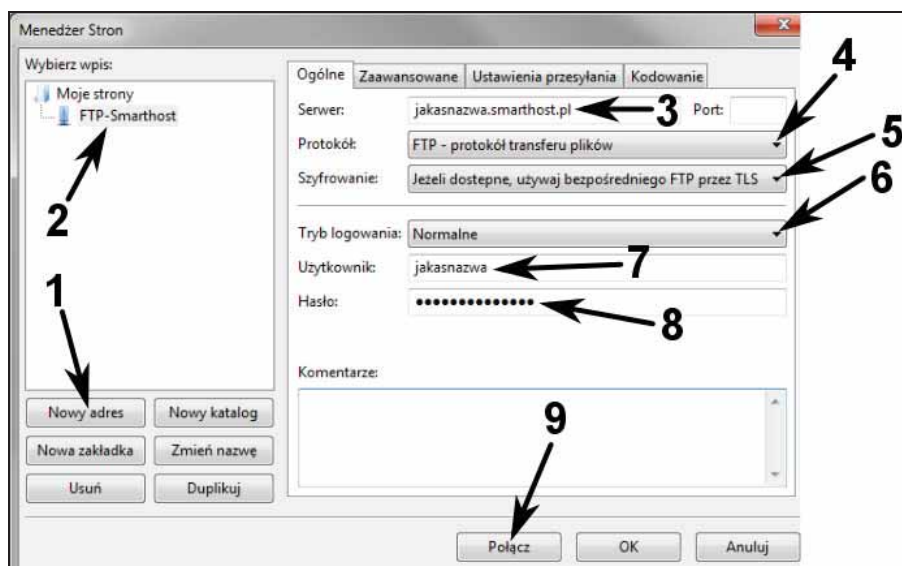 Menedżer Stron
Wybierz wpis:
Moje strony
FTP-Smarthost
2
1
Nowy adres Nowy katalog
Nowa zakładka Zmień nazwę
Usuń Duplikuj
Ogólne Zaawansowane Ustawienia przesyłania Kodowanie
4
Serwer: jakasnazwa.smarthost.pl 3 Port:
5
Protokół: FTP - protokół transferu plików
Szyfrowanie: Jeżeli dostepne, używaj bezpośredniego FTP przez TLS
6
Tryb logowania: Normalne
Użytkownik: jakasnazwa 7
Hasło: ●●●●●●●●●●●●●● 8
Komentarze:
9
Połącz OK Anuluj